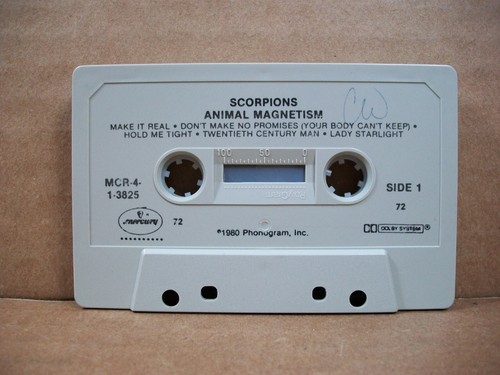 SCORPIONS
ANIMAL MAGNETISM
CW
MAKE IT REAL • DON'T MAKE NO PROMISES (YOUR BODY CAN'T KEEP) •
HOLD ME TIGHT • TWENTIETH CENTURY MAN • LADY STARLIGHT
100 50 0
MCR-4-
1-3825
SIDE 1
mercury
72
72
℗1980 Phonogram, Inc.
DOLBY SYSTEM ®